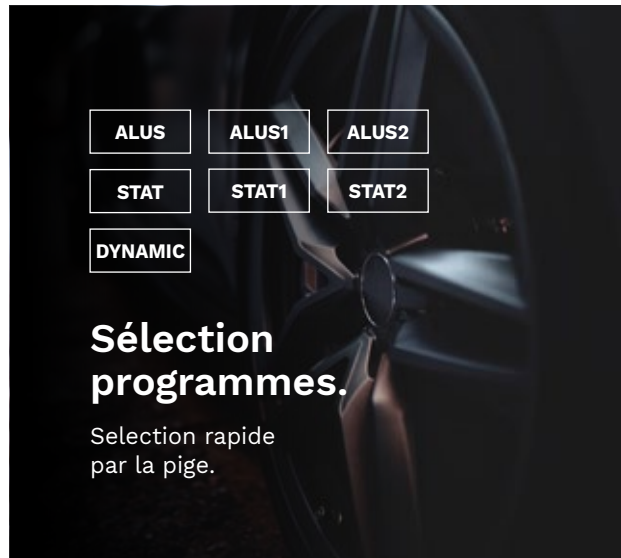 ALUS ALUS1 ALUS2
STAT STAT1 STAT2
DYNAMIC
Sélection
programmes.
Selection rapide
par la pige.